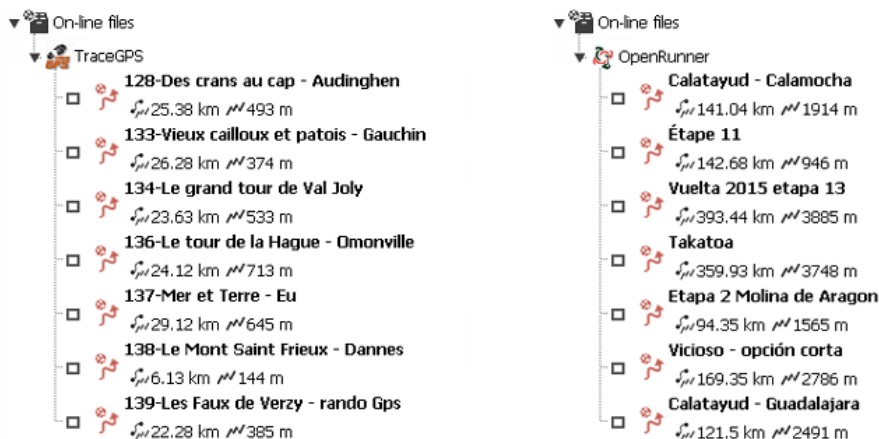 On-line files
TraceGPS
128-Des crans au cap - Audinghen
25.38 km 493 m
133-Vieux cailloux et patois - Gauchin
26.28 km 374 m
134-Le grand tour de Val Joly
23.63 km 533 m
136-Le tour de la Hague - Omonville
24.12 km 713 m
137-Mer et Terre - Eu
29.12 km 645 m
138-Le Mont Saint Frieux - Dannes
6.13 km 144 m
139-Les Faux de Verzy - rando Gps
22.28 km 385 m
On-line files
OpenRunner
Calatayud - Calamocha
141.04 km 1914 m
Étape 11
142.68 km 946 m
Vuelta 2015 etapa 13
393.44 km 3885 m
Takatoa
359.93 km 3748 m
Etapa 2 Molina de Aragon
94.35 km 1565 m
Vicioso - opción corta
169.35 km 2786 m
Calatayud - Guadalajara
121.5 km 2491 m